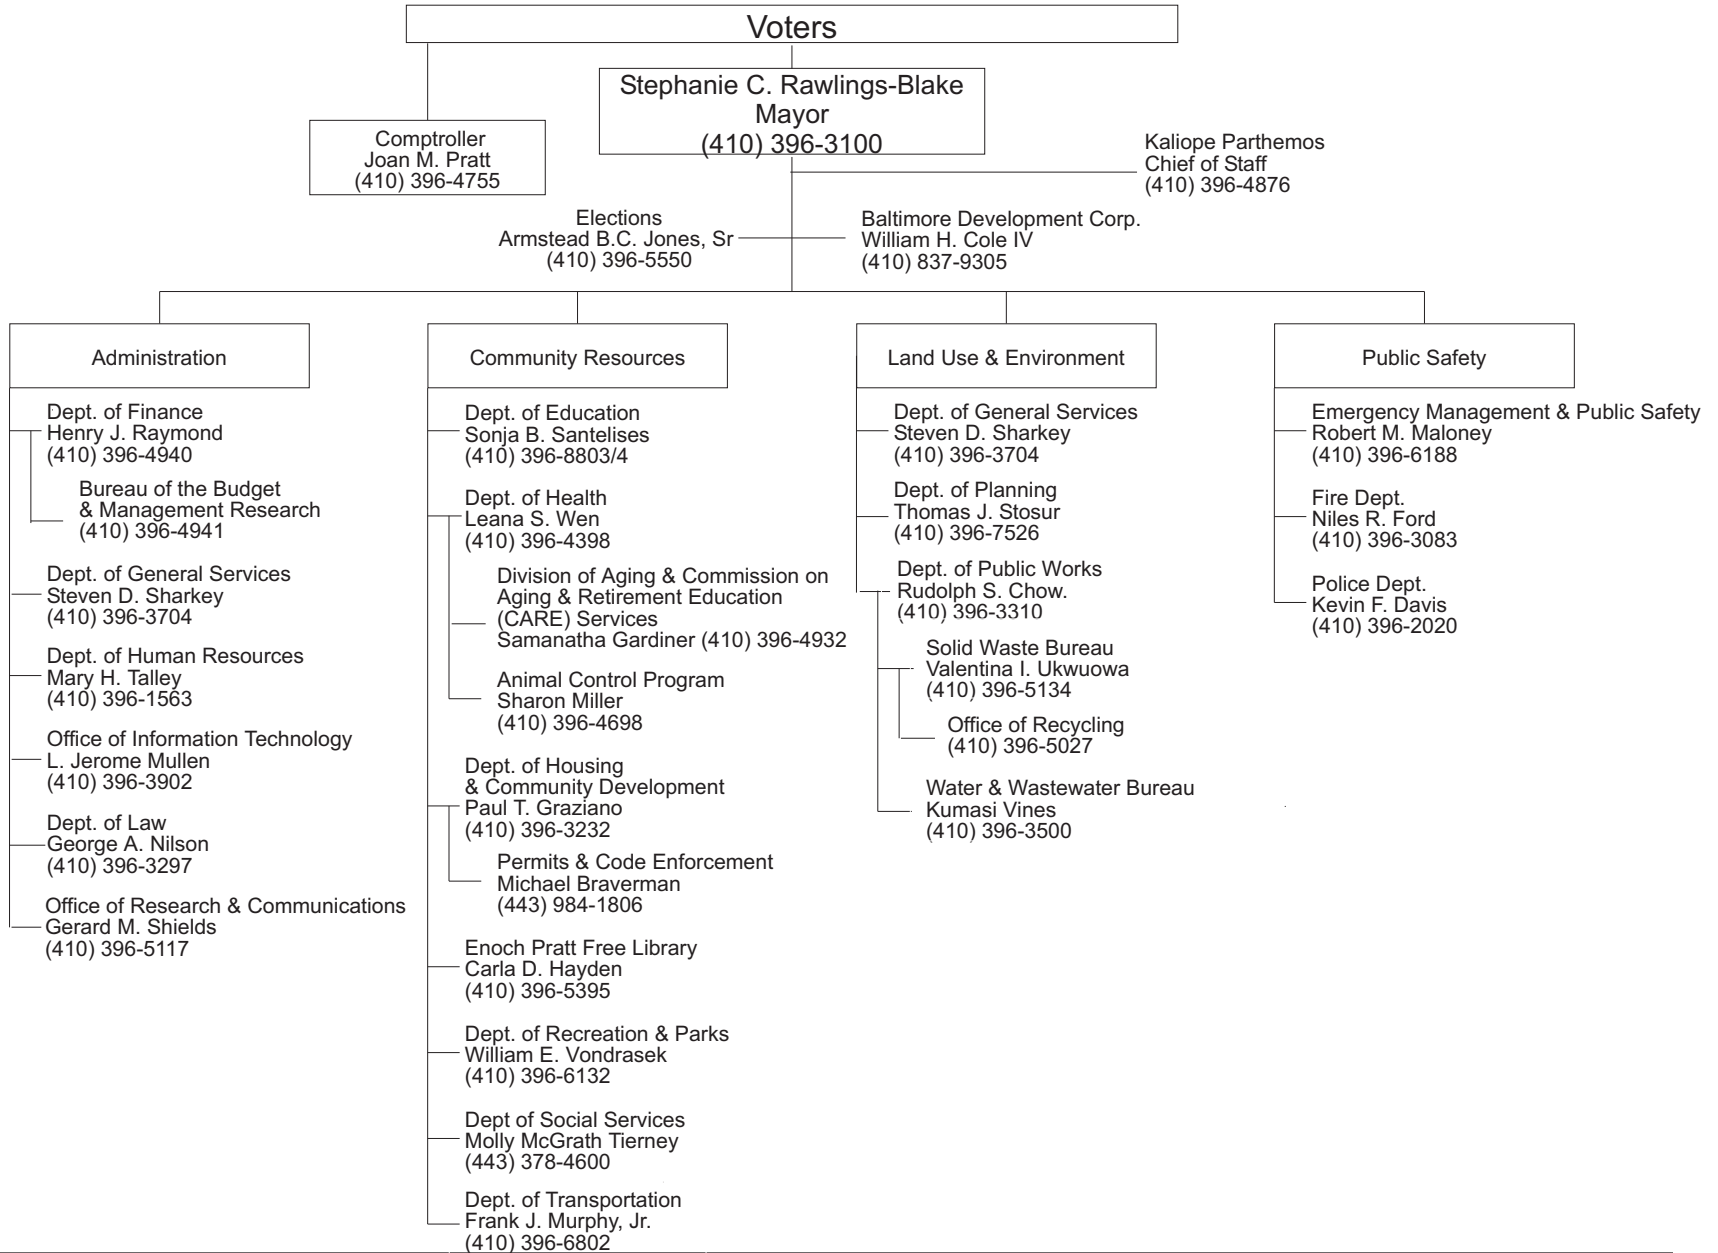 Voters
Stephanie C. Rawlings-Blake
Mayor
(410) 396-3100
Comptroller
Joan M. Pratt
(410) 396-4755
Kaliope Parthemos
Chief of Staff
(410) 396-4876
Elections
Armstead B.C. Jones, Sr
(410) 396-5550
Baltimore Development Corp.
William H. Cole IV
(410) 837-9305
Administration
Dept. of Finance
Henry J. Raymond
(410) 396-4940
Bureau of the Budget
& Management Research
(410) 396-4941
Dept. of General Services
Steven D. Sharkey
(410) 396-3704
Dept. of Human Resources
Mary H. Talley
(410) 396-1563
Office of Information Technology
L. Jerome Mullen
(410) 396-3902
Dept. of Law
George A. Nilson
(410) 396-3297
Office of Research & Communications
Gerard M. Shields
(410) 396-5117
Community Resources
Dept. of Education
Sonja B. Santelises
(410) 396-8803/4
Dept. of Health
Leana S. Wen
(410) 396-4398
Division of Aging & Commission on
Aging & Retirement Education
(CARE) Services
Samanatha Gardiner (410) 396-4932
Animal Control Program
Sharon Miller
(410) 396-4698
Dept. of Housing
& Community Development
Paul T. Graziano
(410) 396-3232
Permits & Code Enforcement
Michael Braverman
(443) 984-1806
Enoch Pratt Free Library
Carla D. Hayden
(410) 396-5395
Dept. of Recreation & Parks
William E. Vondrasek
(410) 396-6132
Dept of Social Services
Molly McGrath Tierney
(443) 378-4600
Dept. of Transportation
Frank J. Murphy, Jr.
(410) 396-6802
Land Use & Environment
Dept. of General Services
Steven D. Sharkey
(410) 396-3704
Dept. of Planning
Thomas J. Stosur
(410) 396-7526
Dept. of Public Works
Rudolph S. Chow.
(410) 396-3310
Solid Waste Bureau
Valentina I. Ukwuowa
(410) 396-5134
Office of Recycling
(410) 396-5027
Water & Wastewater Bureau
Kumasi Vines
(410) 396-3500
Public Safety
Emergency Management & Public Safety
Robert M. Maloney
(410) 396-6188
Fire Dept.
Niles R. Ford
(410) 396-3083
Police Dept.
Kevin F. Davis
(410) 396-2020